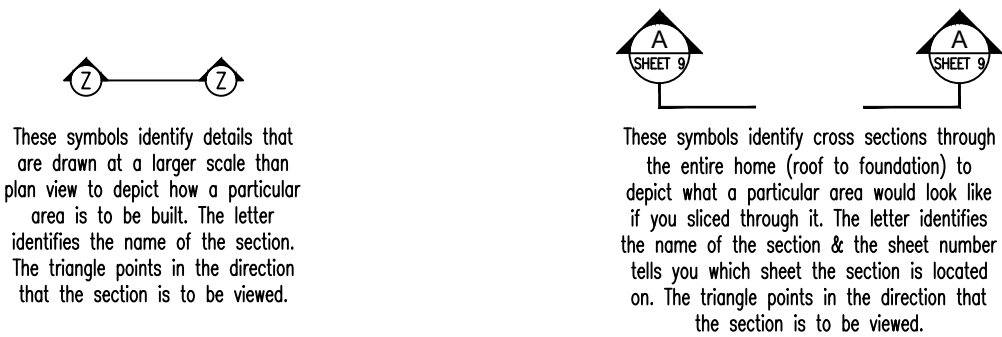 Z Z
These symbols identify details that
are drawn at a larger scale than
plan view to depict how a particular
area is to be built. The letter
identifies the name of the section.
The triangle points in the direction
that the section is to be viewed.
A A
SHEET 9 SHEET 9
These symbols identify cross sections through
the entire home (roof to foundation) to
depict what a particular area would look like
if you sliced through it. The letter identifies
the name of the section & the sheet number
tells you which sheet the section is located
on. The triangle points in the direction that
the section is to be viewed.